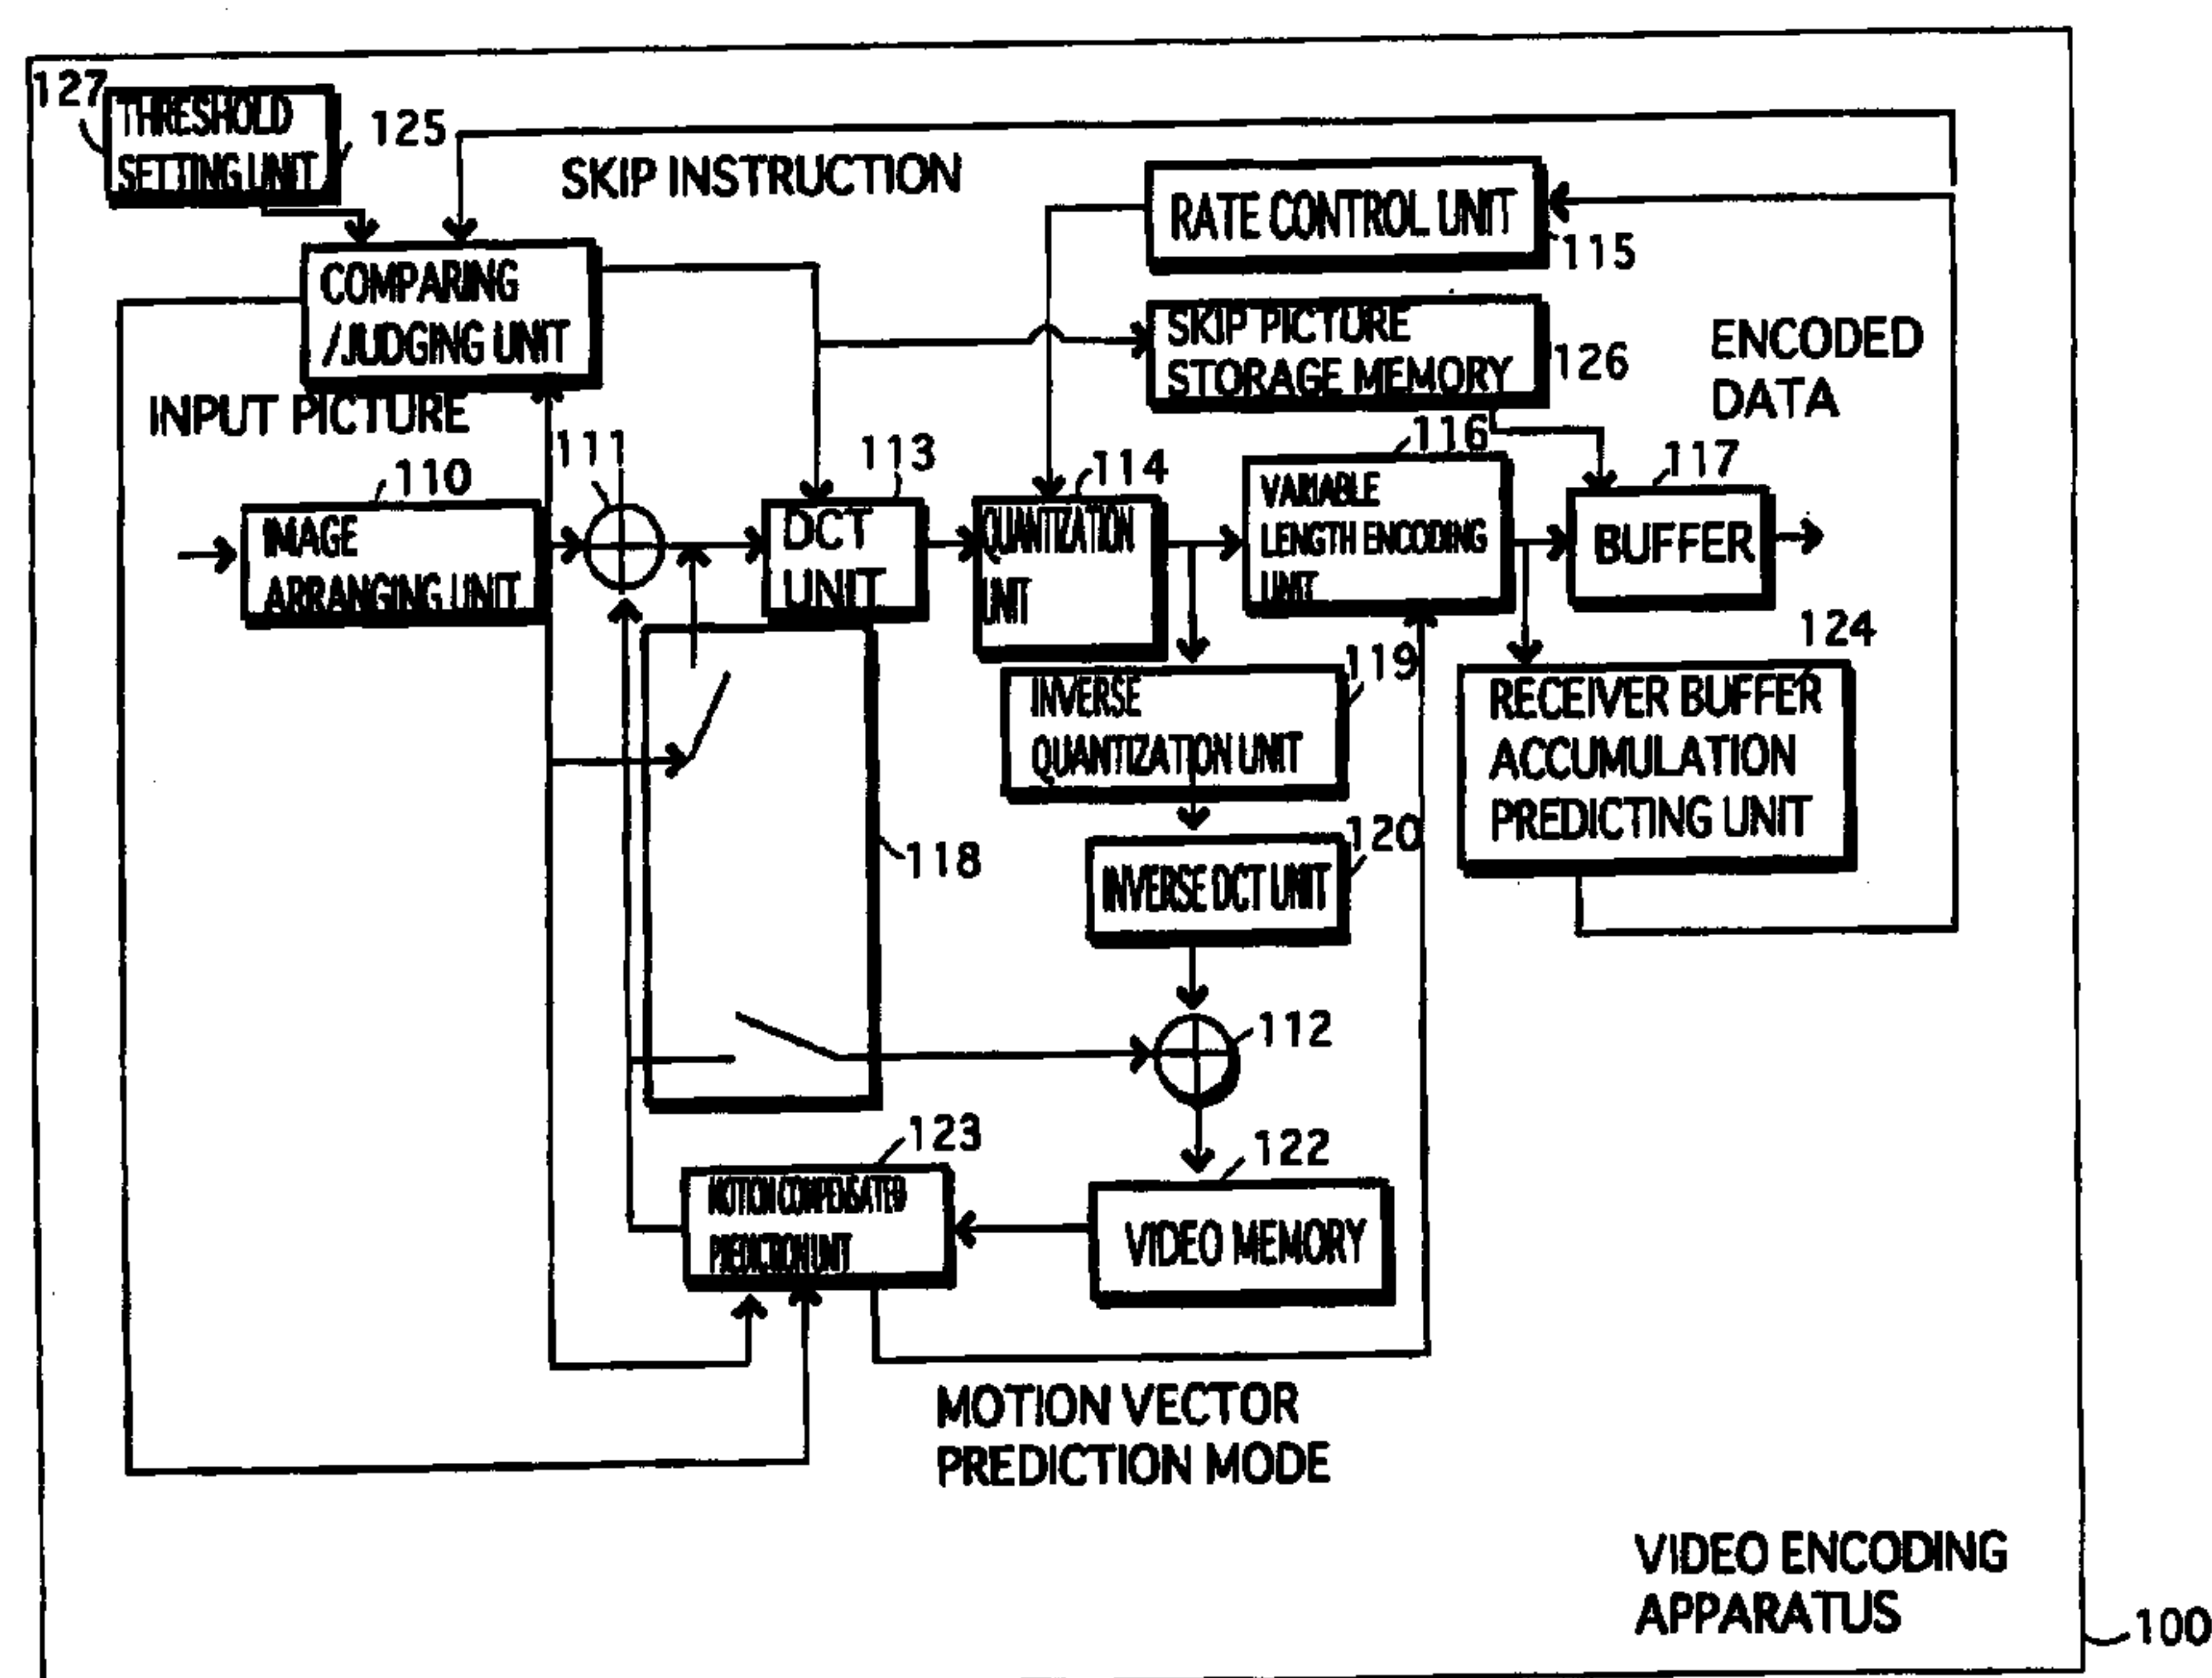 127
THRESHOLD
SETTING UNIT
125
SKIP INSTRUCTION
RATE CONTROL UNIT
115
COMPARING
/JUDGING UNIT
SKIP PICTURE
STORAGE MEMORY
126
ENCODED
DATA
INPUT PICTURE
110
IMAGE
ARRANGING UNIT
111
113
DCT
UNIT
114
QUANTIZATION
UNIT
116
VARIABLE
LENGTH ENCODING
UNIT
117
BUFFER
124
RECEIVER BUFFER
ACCUMULATION
PREDICTING UNIT
119
INVERSE
QUANTIZATION UNIT
118
120
INVERSE DCT UNIT
112
123
MOTION COMPENSATED
PREDICTION UNIT
122
VIDEO MEMORY
MOTION VECTOR
PREDICTION MODE
VIDEO ENCODING
APPARATUS
100